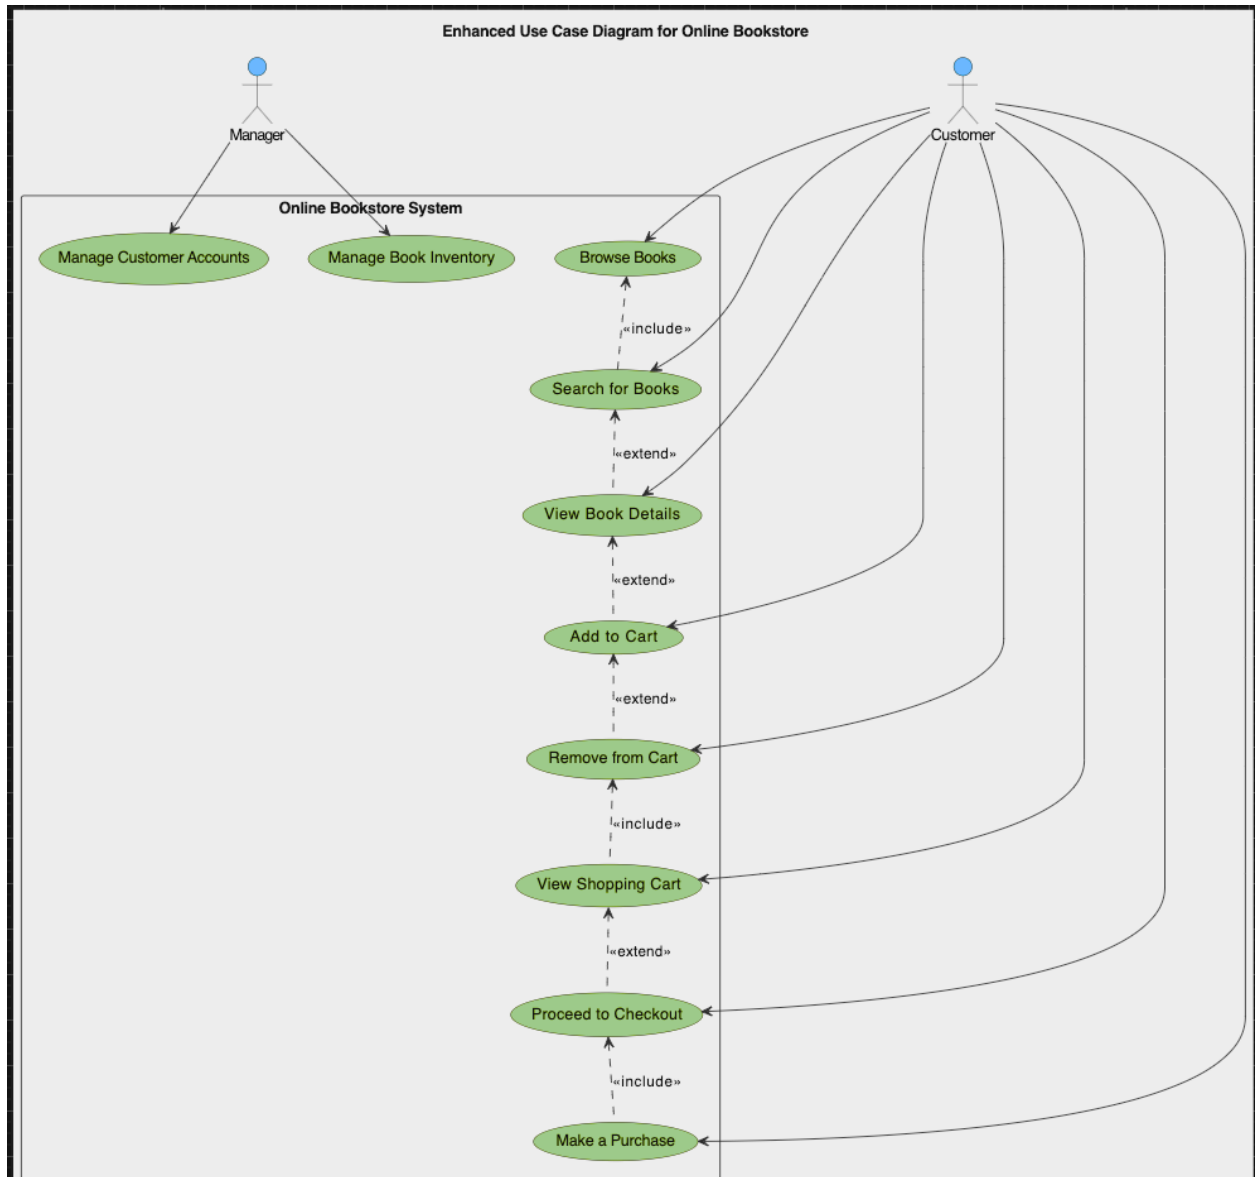 Enhanced Use Case Diagram for Online Bookstore
Manager
Customer
Online Bookstore System
Manage Customer Accounts
Manage Book Inventory
Browse Books
«include»
Search for Books
«extend»
View Book Details
«extend»
Add to Cart
«extend»
Remove from Cart
«include»
View Shopping Cart
«extend»
Proceed to Checkout
«include»
Make a Purchase